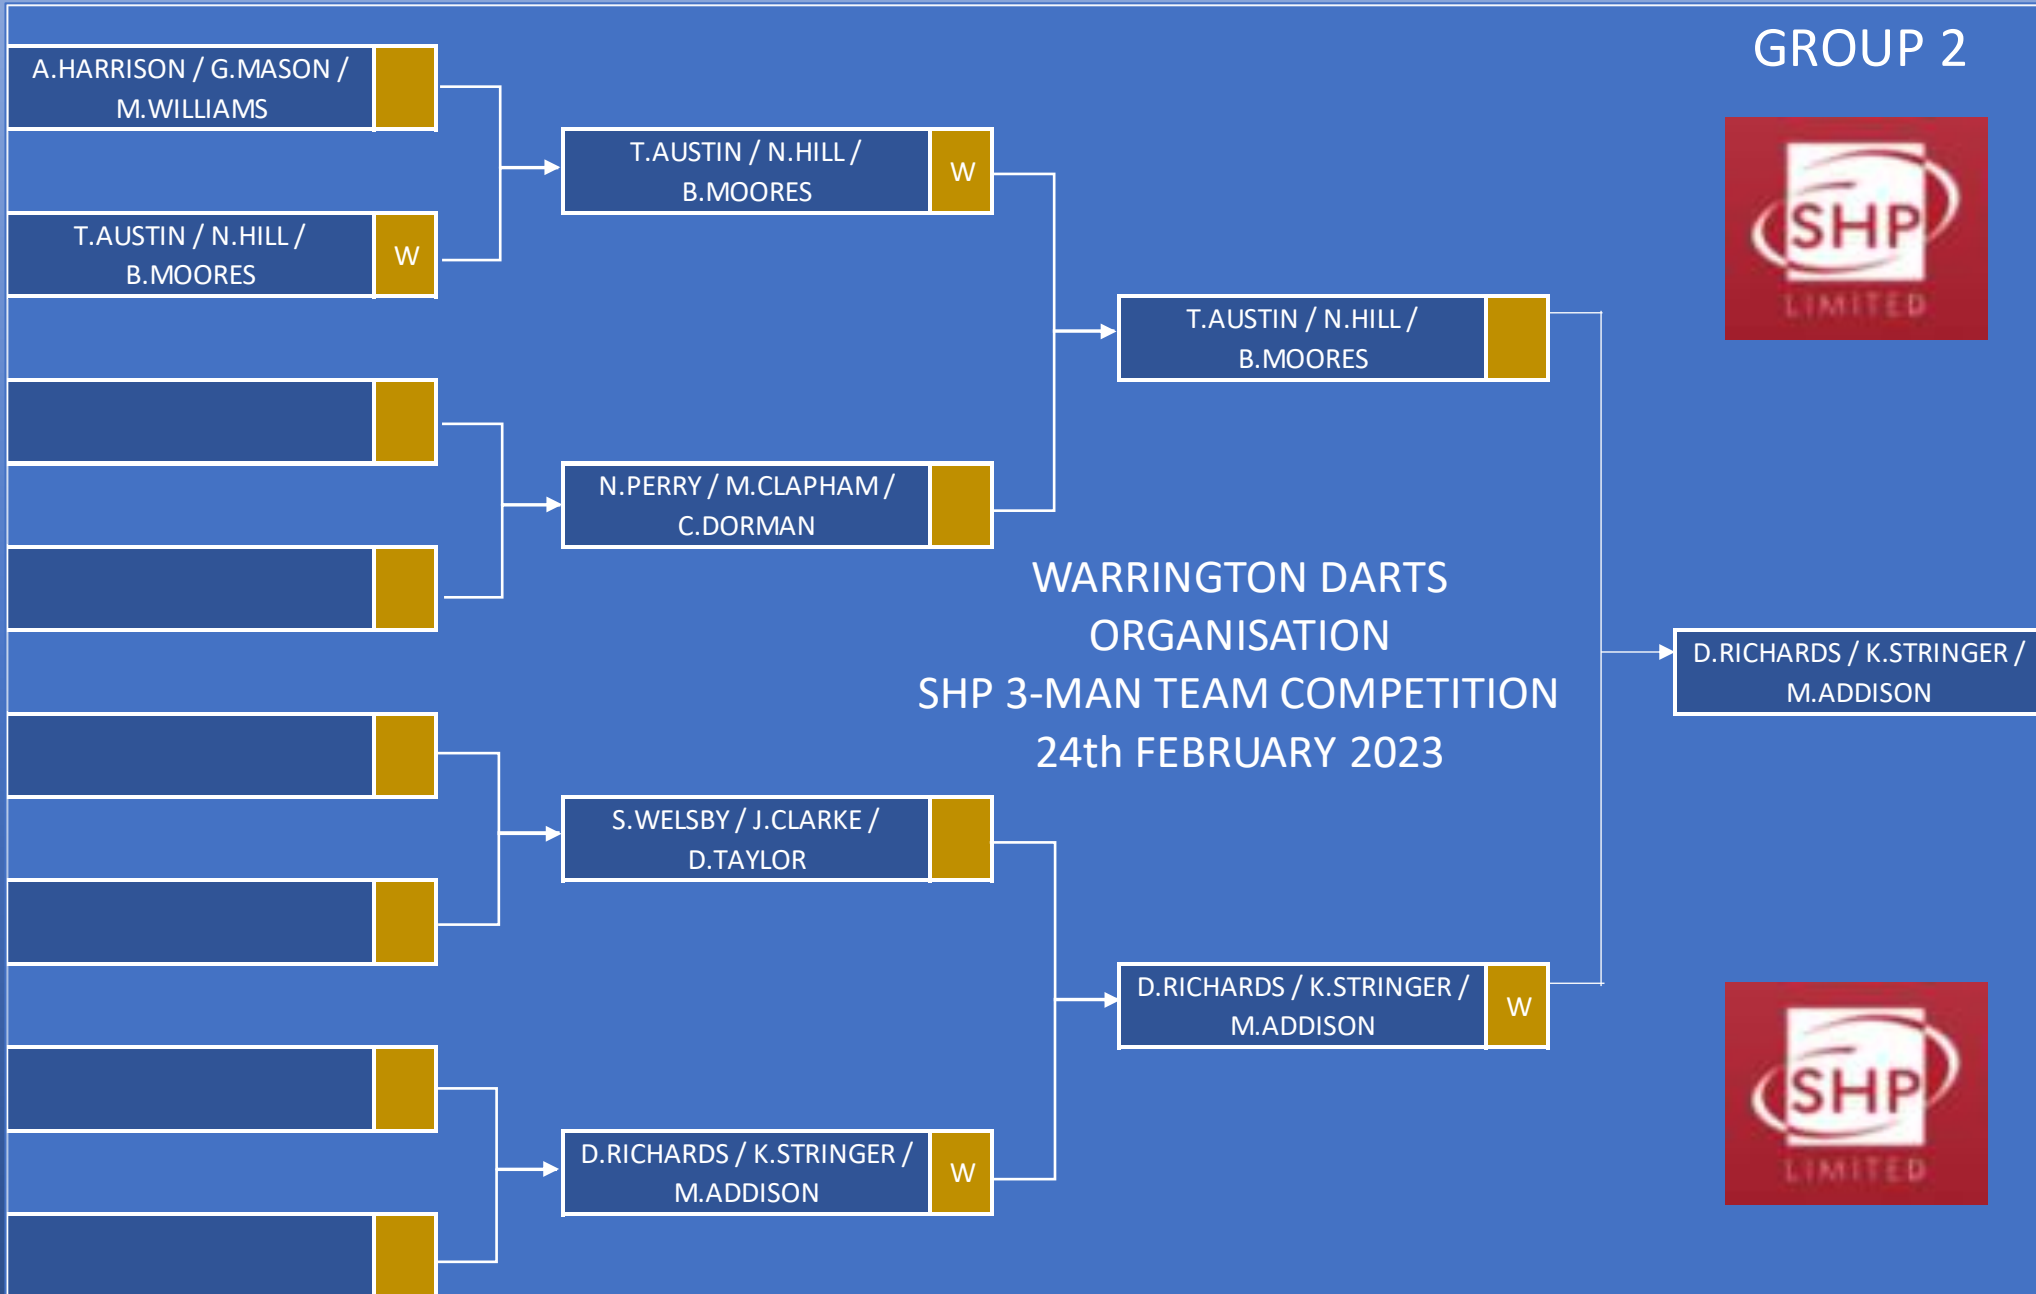 GROUP 2
A.HARRISON / G.MASON /
M.WILLIAMS
T.AUSTIN / N.HILL /
B.MOORES
W
T.AUSTIN / N.HILL /
B.MOORES
W
N.PERRY / M.CLAPHAM /
C.DORMAN
S.WELSBY / J.CLARKE /
D.TAYLOR
D.RICHARDS / K.STRINGER /
M.ADDISON
W
T.AUSTIN / N.HILL /
B.MOORES
D.RICHARDS / K.STRINGER /
M.ADDISON
W
D.RICHARDS / K.STRINGER /
M.ADDISON
WARRINGTON DARTS
ORGANISATION
SHP 3-MAN TEAM COMPETITION
24th FEBRUARY 2023
SHP
LIMITED
SHP
LIMITED